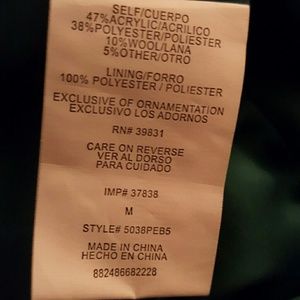 SELF/CUERPO
47%ACRYLIC/ACRILICO
38%POLYESTER/POLIESTER
10%WOOL/LANA
5%OTHER/OTRO
LINING/FORRO
100% POLYESTER / POLIESTER
EXCLUSIVE OF ORNAMENTATION
EXCLUSIVO LOS ADORNOS
RN# 39831
CARE ON REVERSE
VER AL DORSO
PARA CUIDADO
IMP# 37838
M
STYLE# 5038PEB5
MADE IN CHINA
HECHO EN CHINA
882486682228